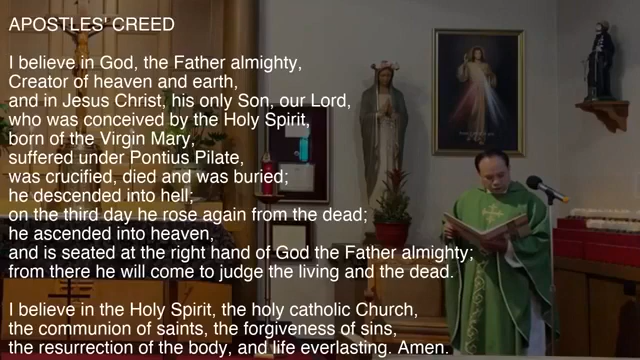 APOSTLES' CREED
I believe in God, the Father almighty,
Creator of heaven and earth,
and in Jesus Christ, his only Son, our Lord,
who was conceived by the Holy Spirit,
born of the Virgin Mary,
suffered under Pontius Pilate,
was crucified, died and was buried;
he descended into hell;
on the third day he rose again from the dead;
he ascended into heaven,
and is seated at the right hand of God the Father almighty;
from there he will come to judge the living and the dead.
I believe in the Holy Spirit, the holy catholic Church,
the communion of saints, the forgiveness of sins,
the resurrection of the body, and life everlasting. Amen.